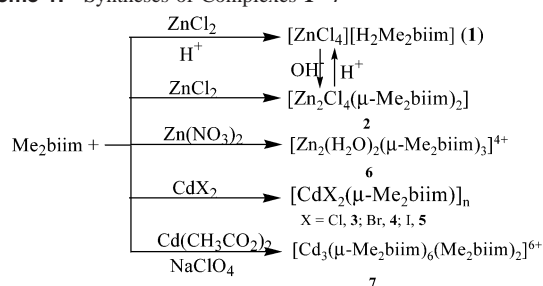 Syntheses of Complexes 1–7
ZnCl2
H+
[ZnCl4][H2Me2biim] (1)
OH- H+
ZnCl2
[Zn2Cl4(μ-Me2biim)2]
2
Me2biim +
Zn(NO3)2
[Zn2(H2O)2(μ-Me2biim)3]4+
6
CdX2
[CdX2(μ-Me2biim)]n
X = Cl, 3; Br, 4; I, 5
Cd(CH3CO2)2
NaClO4
[Cd3(μ-Me2biim)6(Me2biim)2]6+
7